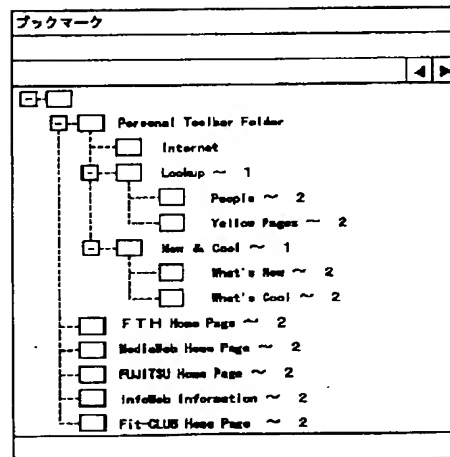 ブックマーク
Personal Toolbar Folder
Internet
Lookup ~ 1
People ~ 2
Yellow Pages ~ 2
New & Cool ~ 1
What's New ~ 2
What's Cool ~ 2
FTH Home Page ~ 2
MediaWeb Home Page ~ 2
FUJITSU Home Page ~ 2
InfoWeb Information ~ 2
Fit-CLUB Home Page ~ 2